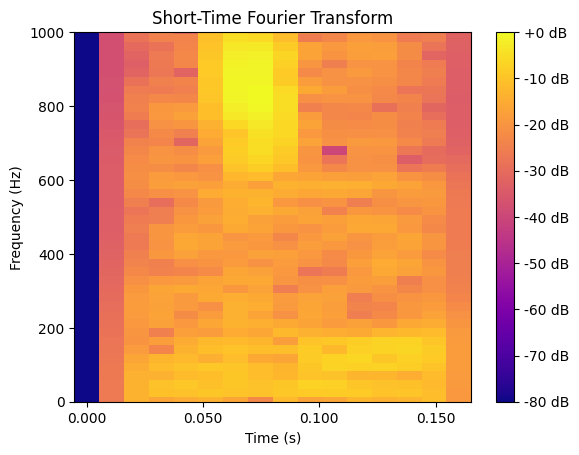 Short-Time Fourier Transform
1000
800
600
400
200
0
Frequency (Hz)
0.000
0.050
0.100
0.150
Time (s)
+0 dB
-10 dB
-20 dB
-30 dB
-40 dB
-50 dB
-60 dB
-70 dB
-80 dB